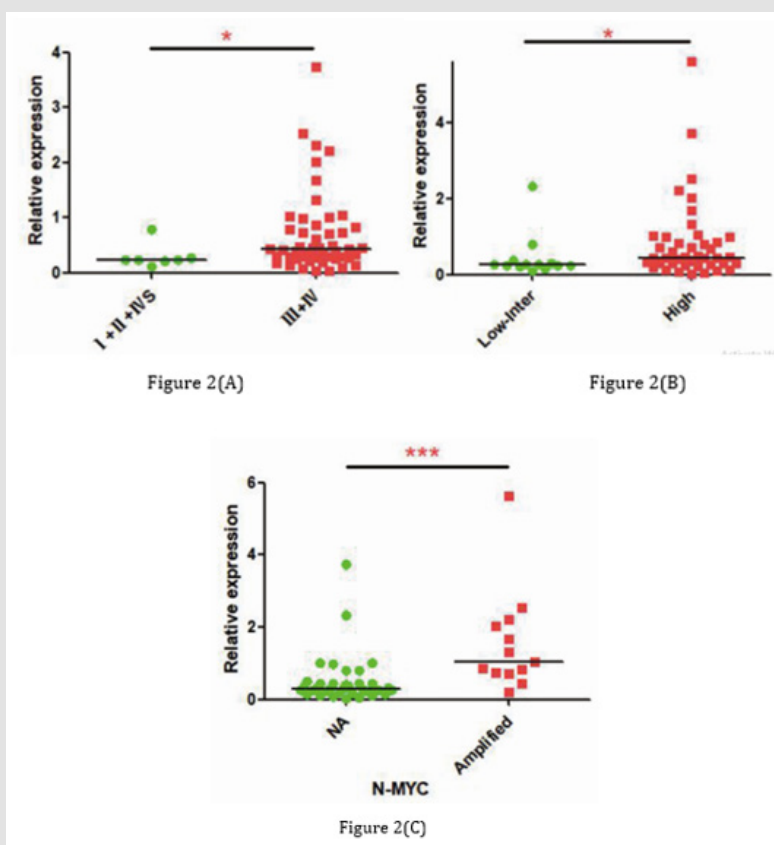 *
4
3
2
1
0
Relative expression
I+II+IVS
III+IV
Figure 2(A)
*
4
2
0
Relative expression
Low-Inter
High
Figure 2(B)
***
6
4
2
0
Relative expression
NA
Amplified
N-MYC
Figure 2(C)